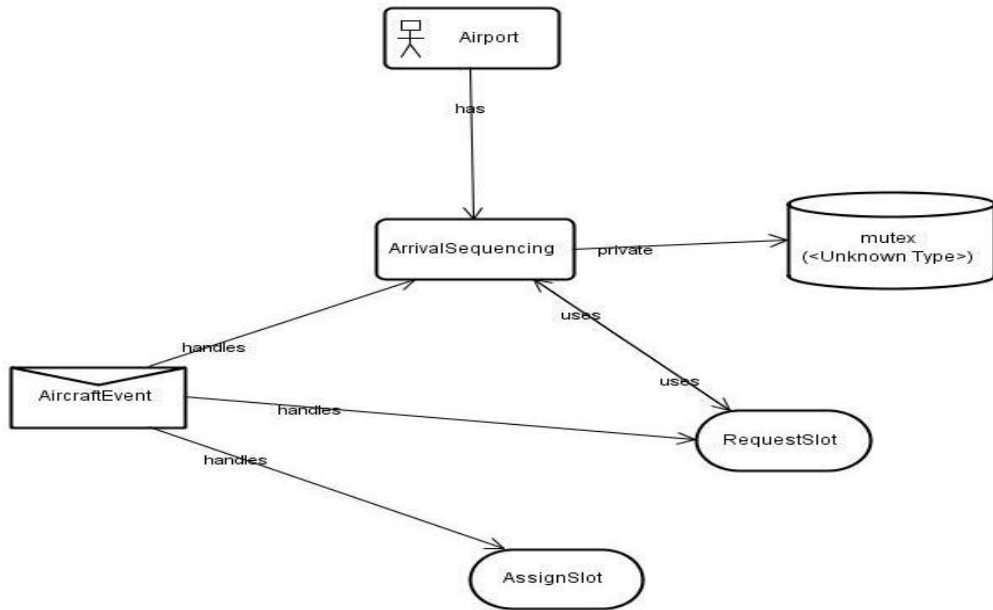 Airport
has
ArrivalSequencing
private
mutex
(<Unknown Type>)
uses
handles
uses
AircraftEvent
handles
RequestSlot
handles
AssignSlot